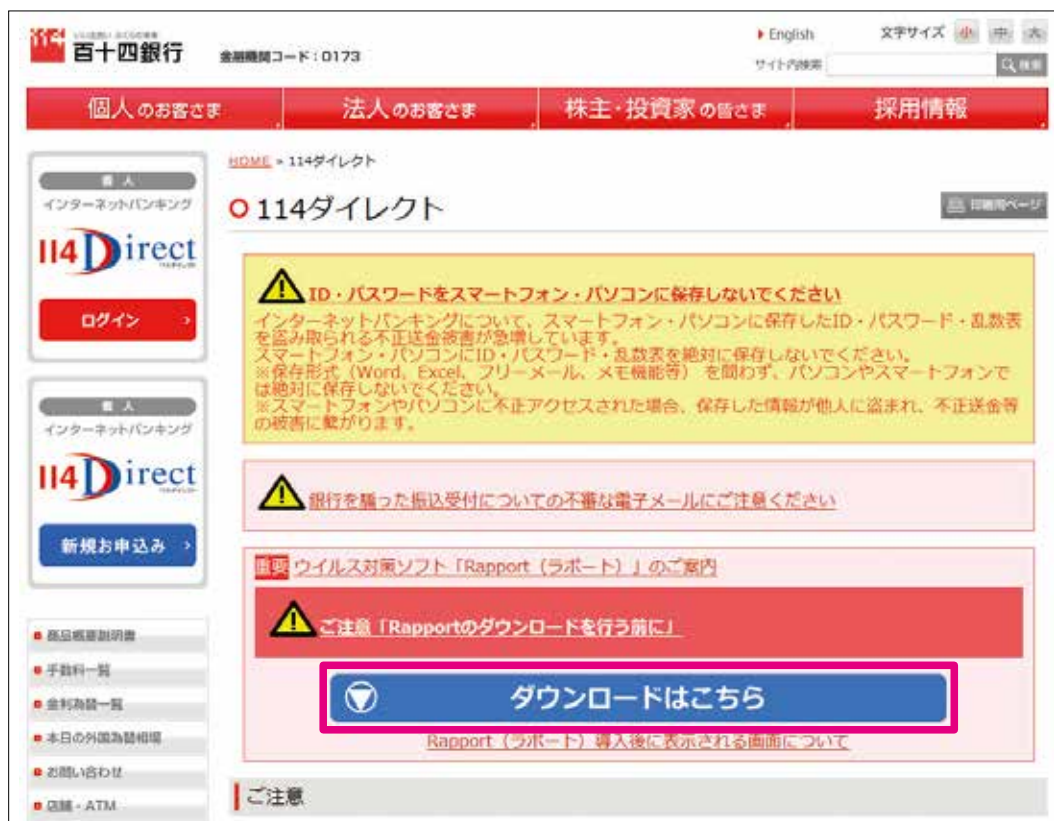 百十四銀行
金融機関コード：0173
English
文字サイズ 小 中 大
サイト内検索
検索
個人のお客さま
法人のお客さま
株主・投資家の皆さま
採用情報
HOME » 114ダイレクト
個人
インターネットバンキング
114 Direct
ログイン
個人
インターネットバンキング
114 Direct
新規お申込み
商品概要説明書
手数料一覧
金利為替一覧
本日の外国為替相場
お問い合わせ
店舗・ATM
114ダイレクト
印刷用ページ
ID・パスワードをスマートフォン・パソコンに保存しないでください
インターネットバンキングについて、スマートフォン・パソコンに保存したID・パスワード・乱数表
を盗み取られる不正送金被害が急増しています。
スマートフォン・パソコンにID・パスワード・乱数表を絶対に保存しないでください。
※保存形式（Word、Excel、フリーメール、メモ機能等） を問わず、パソコンやスマートフォンで
は絶対に保存しないでください。
※スマートフォンやパソコンに不正アクセスされた場合、保存した情報が他人に盗まれ、不正送金等
の被害に繋がります。
銀行を騙った振込受付についての不審な電子メールにご注意ください
重要 ウイルス対策ソフト「Rapport（ラポート）」のご案内
ご注意「Rapportのダウンロードを行う前に」
ダウンロードはこちら
Rapport（ラポート）導入後に表示される画面について
ご注意